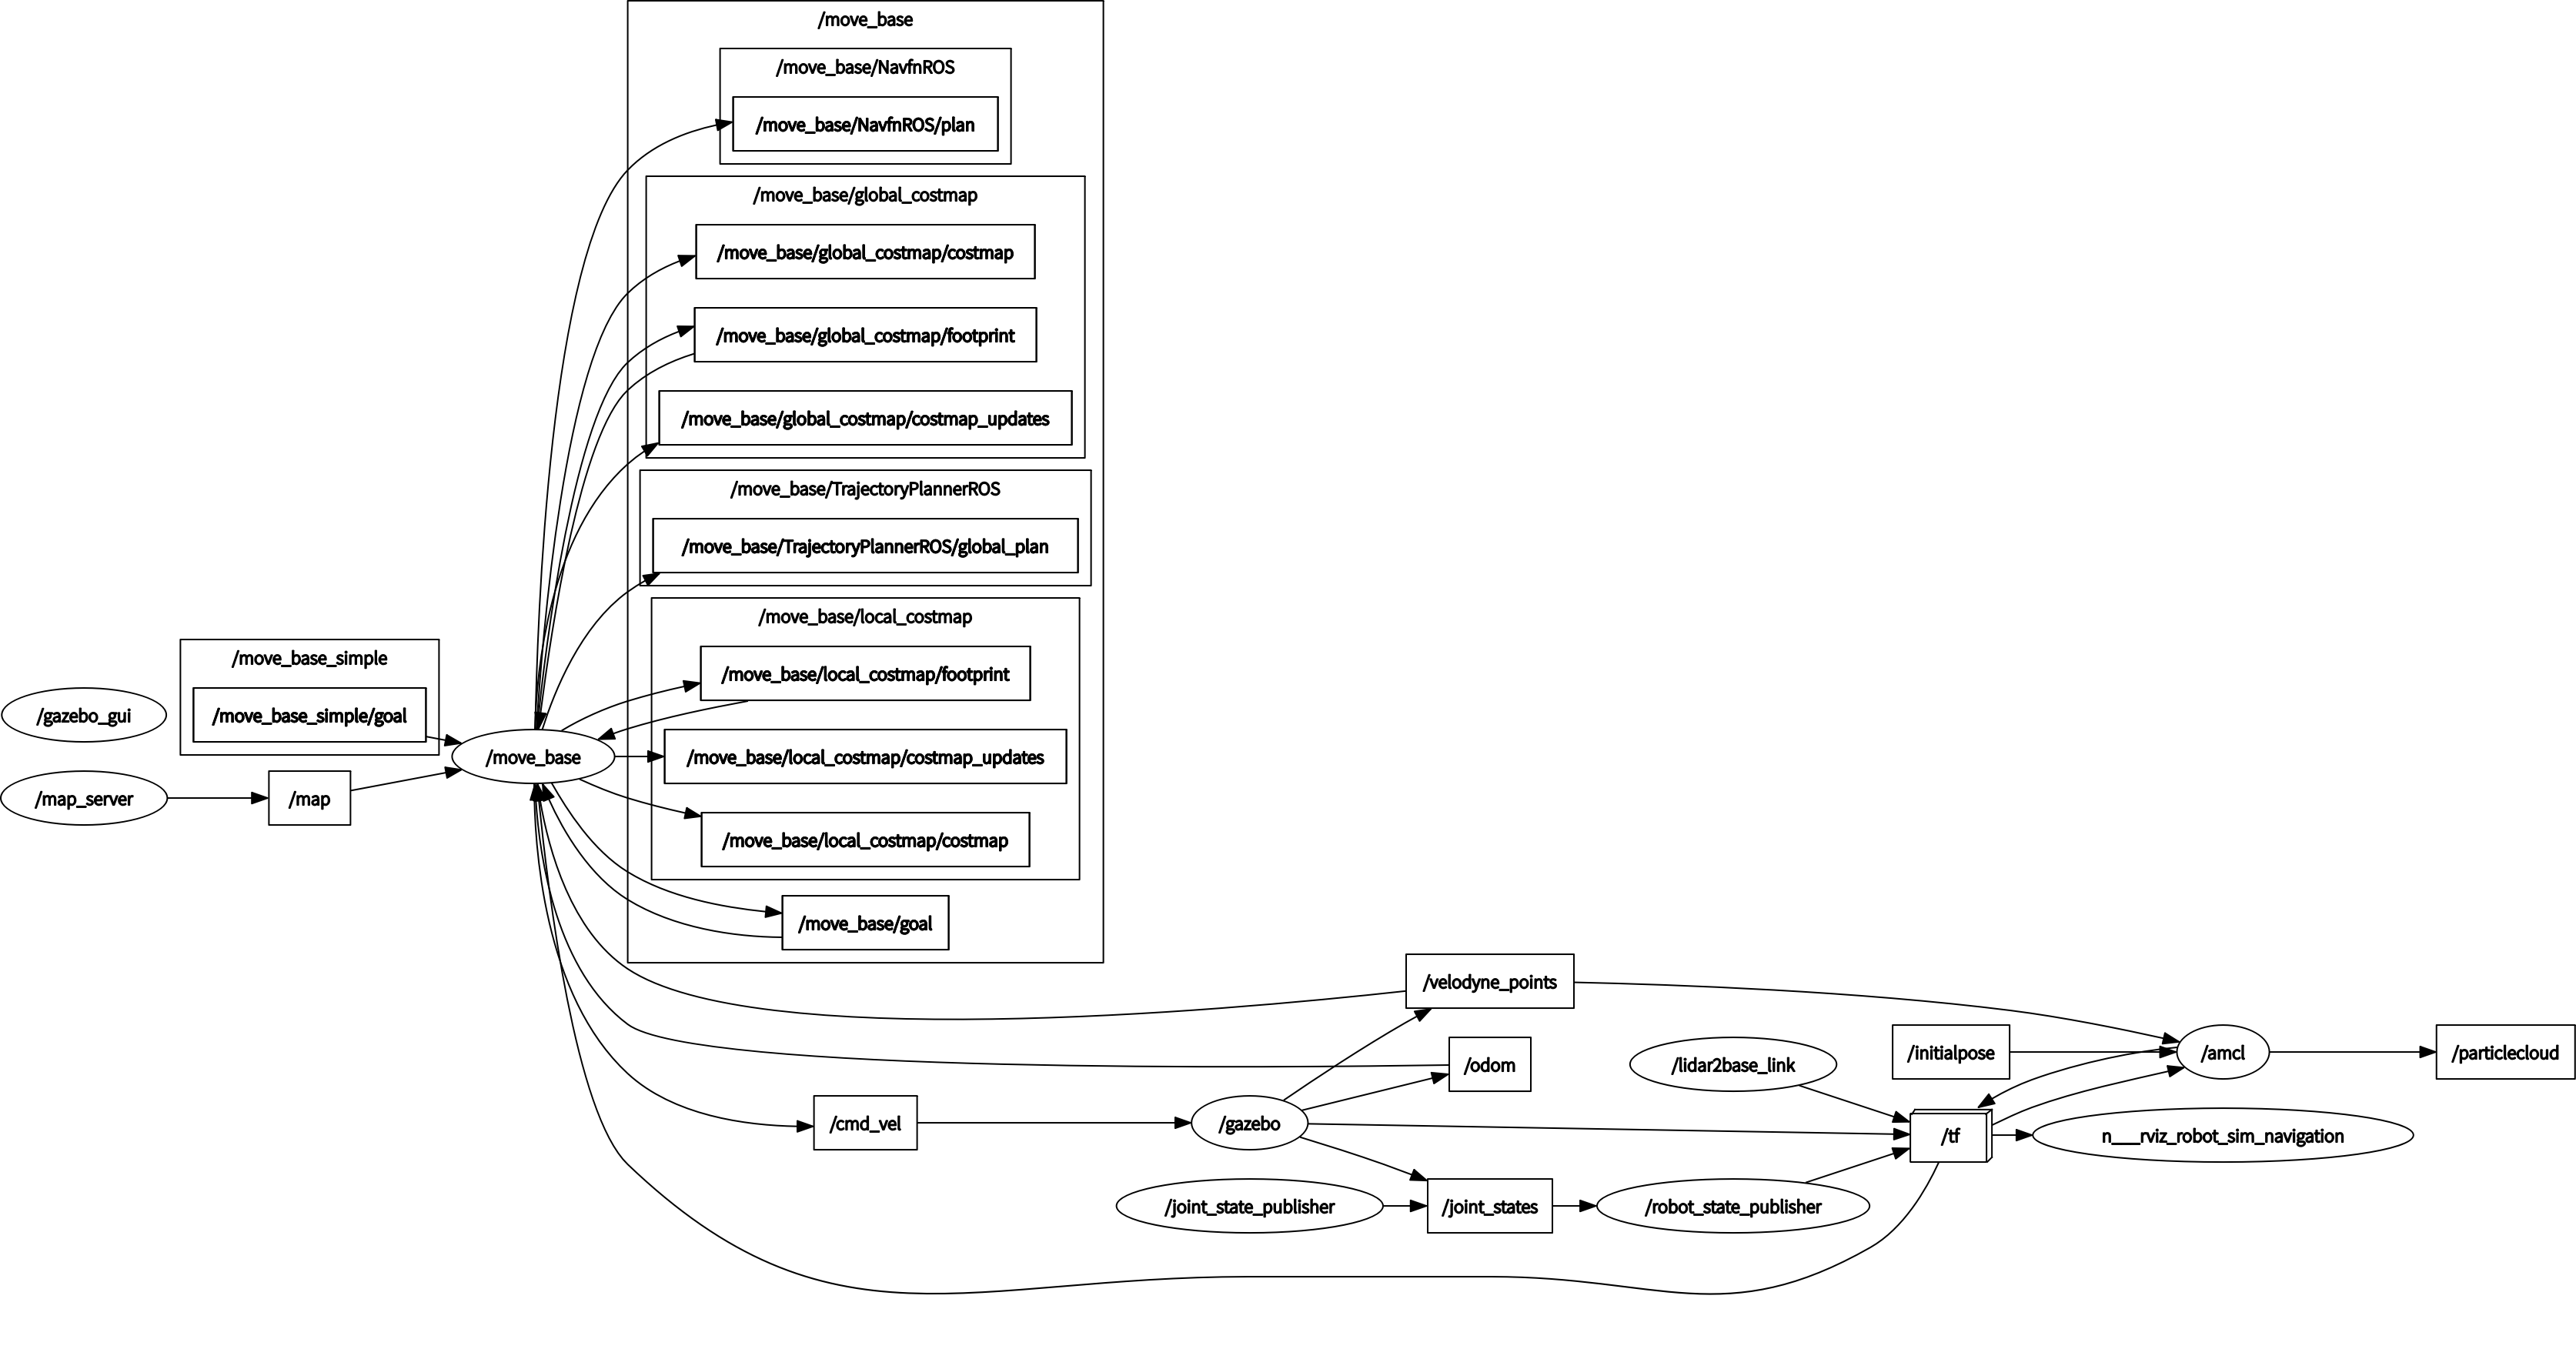 /move_base
/move_base/NavfnROS
/move_base/NavfnROS/plan
/move_base/global_costmap
/move_base/global_costmap/costmap
/move_base/global_costmap/footprint
/move_base/global_costmap/costmap_updates
/move_base/TrajectoryPlannerROS
/move_base/TrajectoryPlannerROS/global_plan
/move_base/local_costmap
/move_base/local_costmap/footprint
/move_base/local_costmap/costmap_updates
/move_base/local_costmap/costmap
/move_base/goal
/move_base_simple
/move_base_simple/goal
/gazebo_gui
/map_server
/map
/move_base
/velodyne_points
/odom
/cmd_vel
/gazebo
/joint_state_publisher
/joint_states
/lidar2base_link
/robot_state_publisher
/initialpose
/tf
/amcl
n___rviz_robot_sim_navigation
/particlecloud